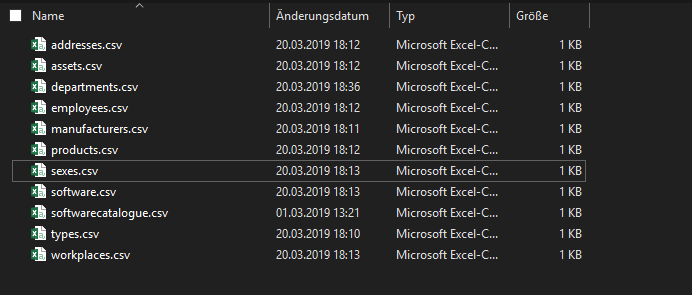 Name Änderungsdatum Typ Größe
addresses.csv 20.03.2019 18:12 Microsoft Excel-C... 1 KB
assets.csv 20.03.2019 18:12 Microsoft Excel-C... 1 KB
departments.csv 20.03.2019 18:36 Microsoft Excel-C... 1 KB
employees.csv 20.03.2019 18:12 Microsoft Excel-C... 1 KB
manufacturers.csv 20.03.2019 18:11 Microsoft Excel-C... 1 KB
products.csv 20.03.2019 18:12 Microsoft Excel-C... 1 KB
sexes.csv 20.03.2019 18:13 Microsoft Excel-C... 1 KB
software.csv 20.03.2019 18:13 Microsoft Excel-C... 1 KB
softwarecatalogue.csv 01.03.2019 13:21 Microsoft Excel-C... 1 KB
types.csv 20.03.2019 18:10 Microsoft Excel-C... 1 KB
workplaces.csv 20.03.2019 18:13 Microsoft Excel-C... 1 KB